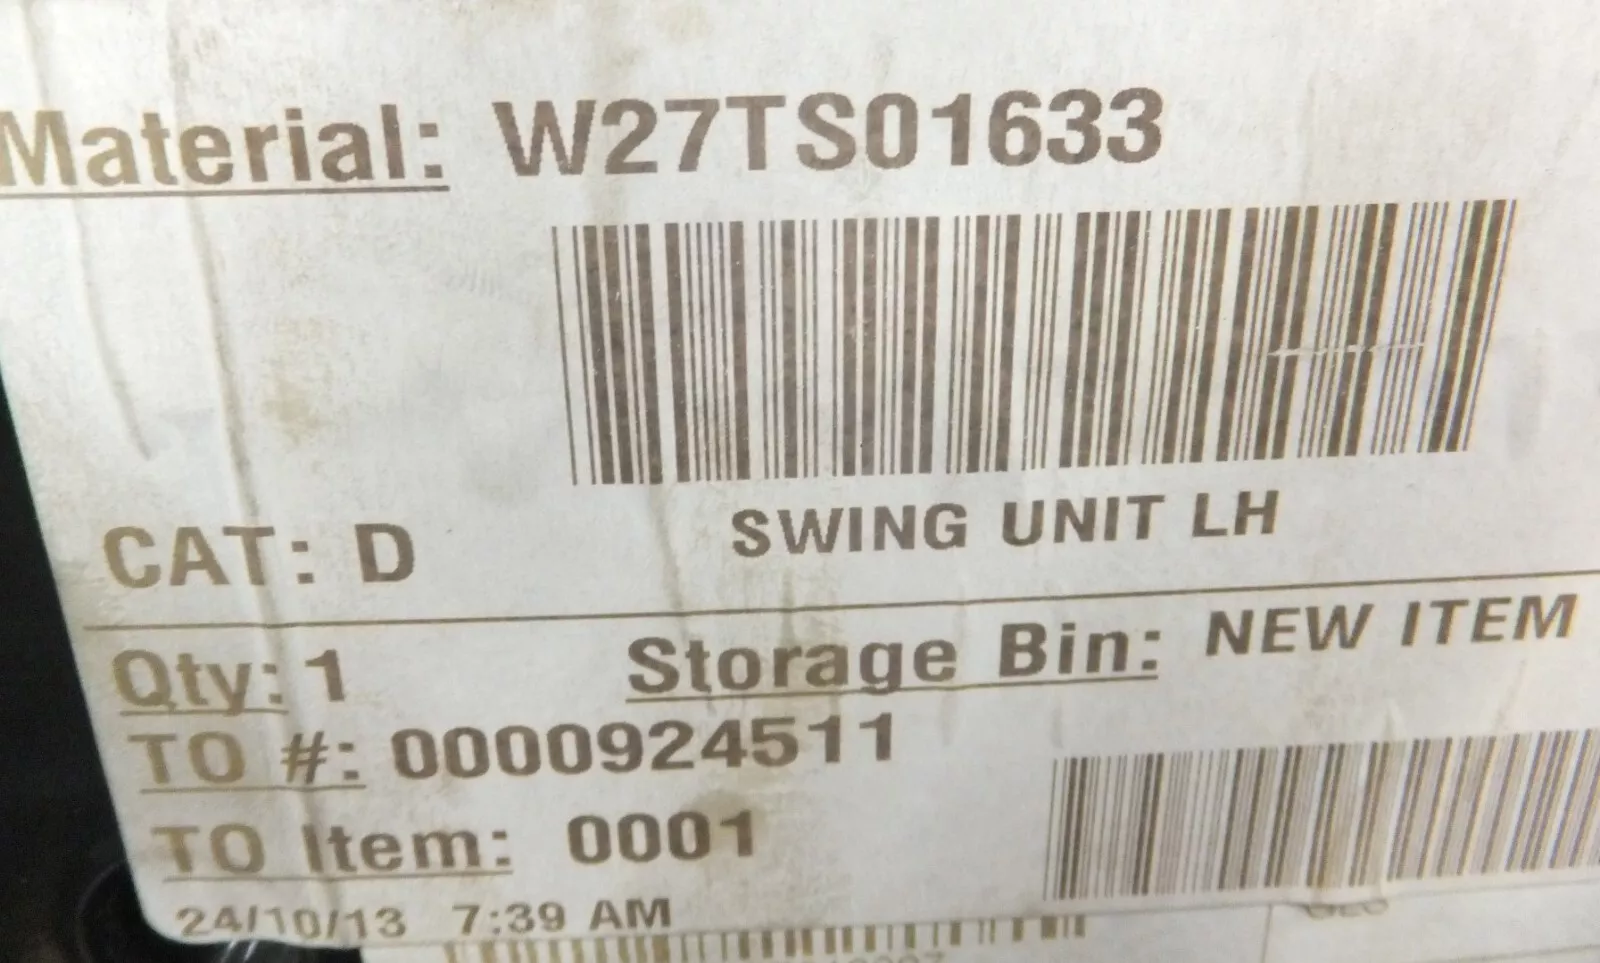 Material: W27TS01633
CAT: D SWING UNIT LH
Qty: 1 Storage Bin: NEW ITEM
TO #: 0000924511
TO Item: 0001
24/10/13 7:39 AM